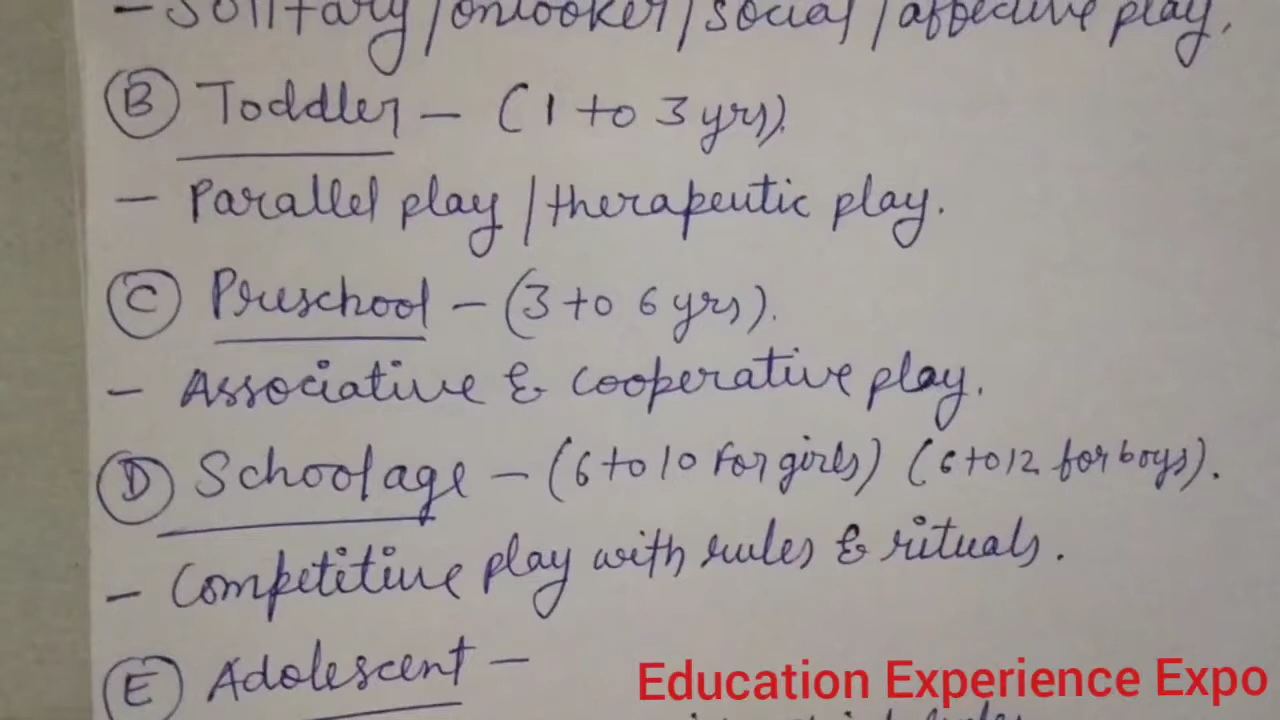 - Solitary / onlooker / social / affective play.
(B) Toddler - (1 to 3 yrs).
- Parallel play / therapeutic play.
(C) Preschool - (3 to 6 yrs).
- Associative & cooperative play.
(D) School age - (6 to 10 For girls) (6 to 12 for boys).
- Competitive play with rules & rituals.
(E) Adolescent -
Education Experience Expo